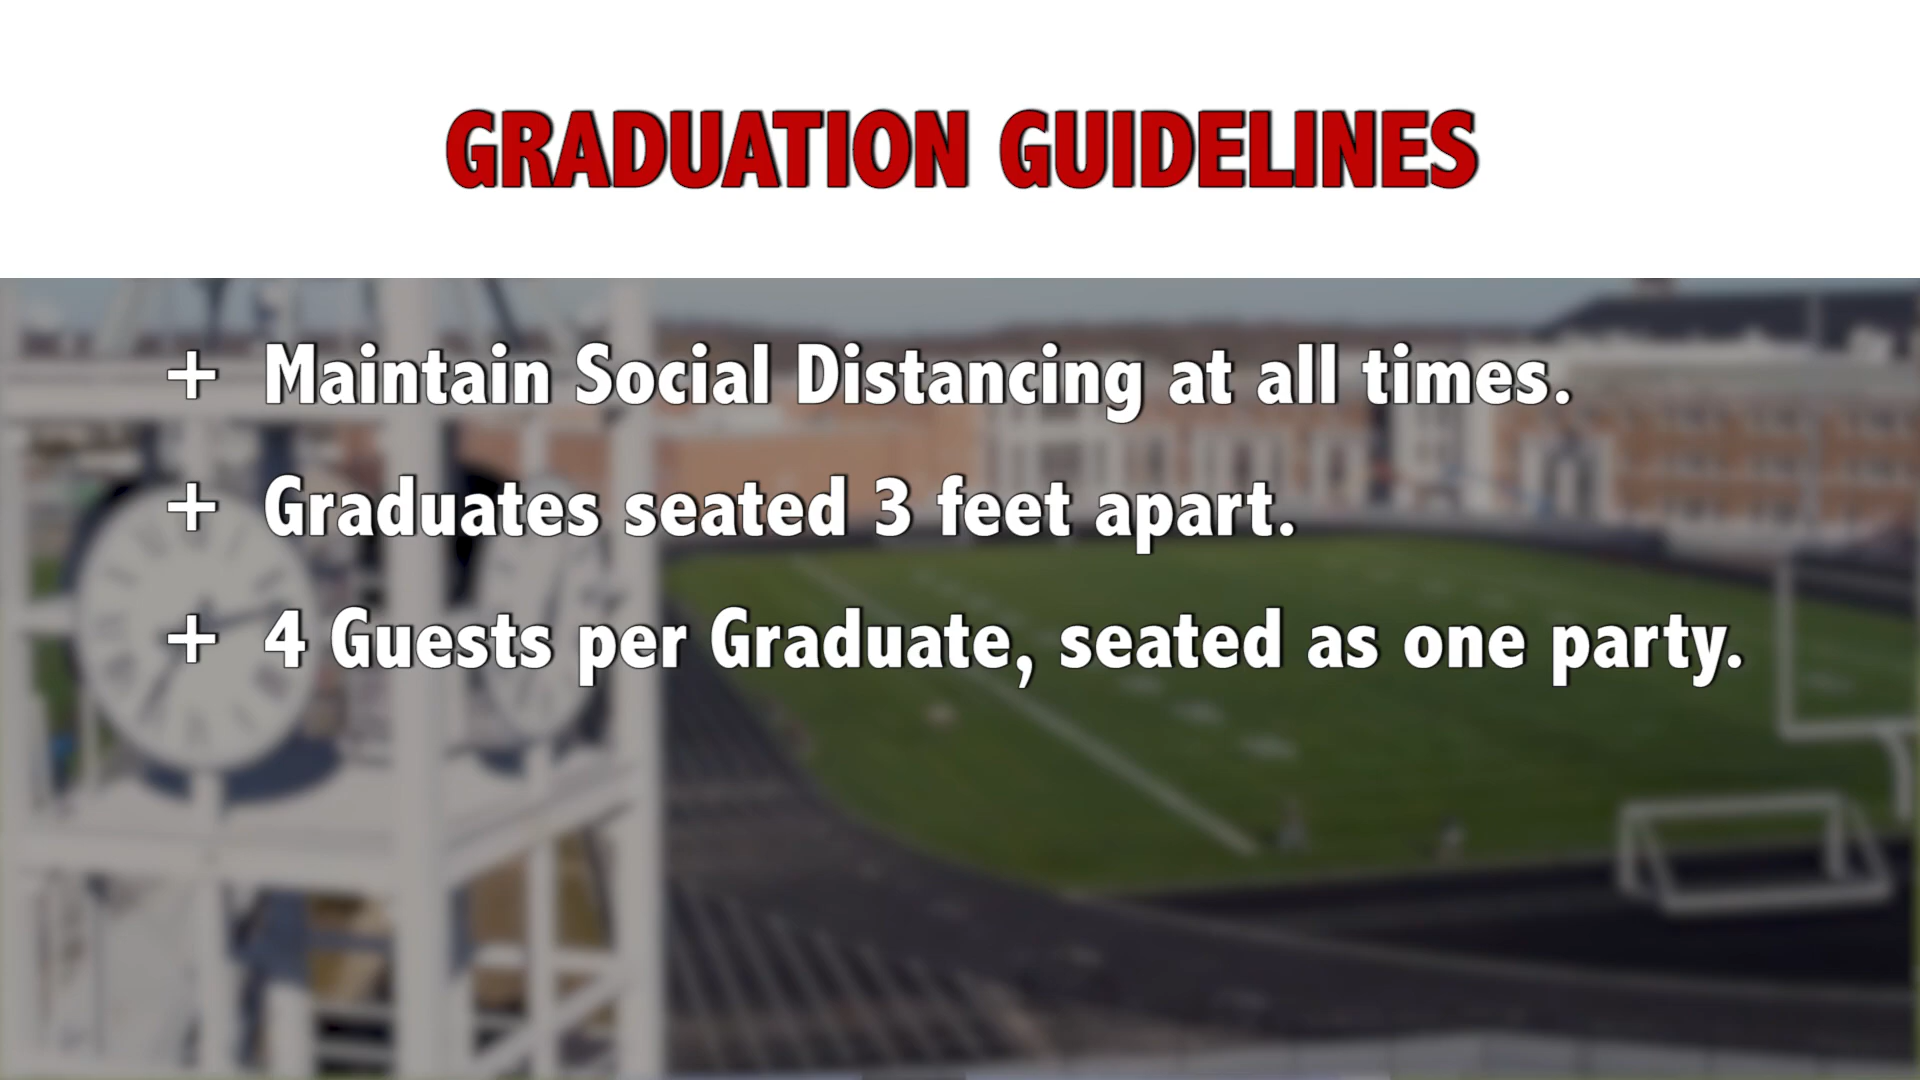 GRADUATION GUIDELINES
+ Maintain Social Distancing at all times.
+ Graduates seated 3 feet apart.
+ 4 Guests per Graduate, seated as one party.